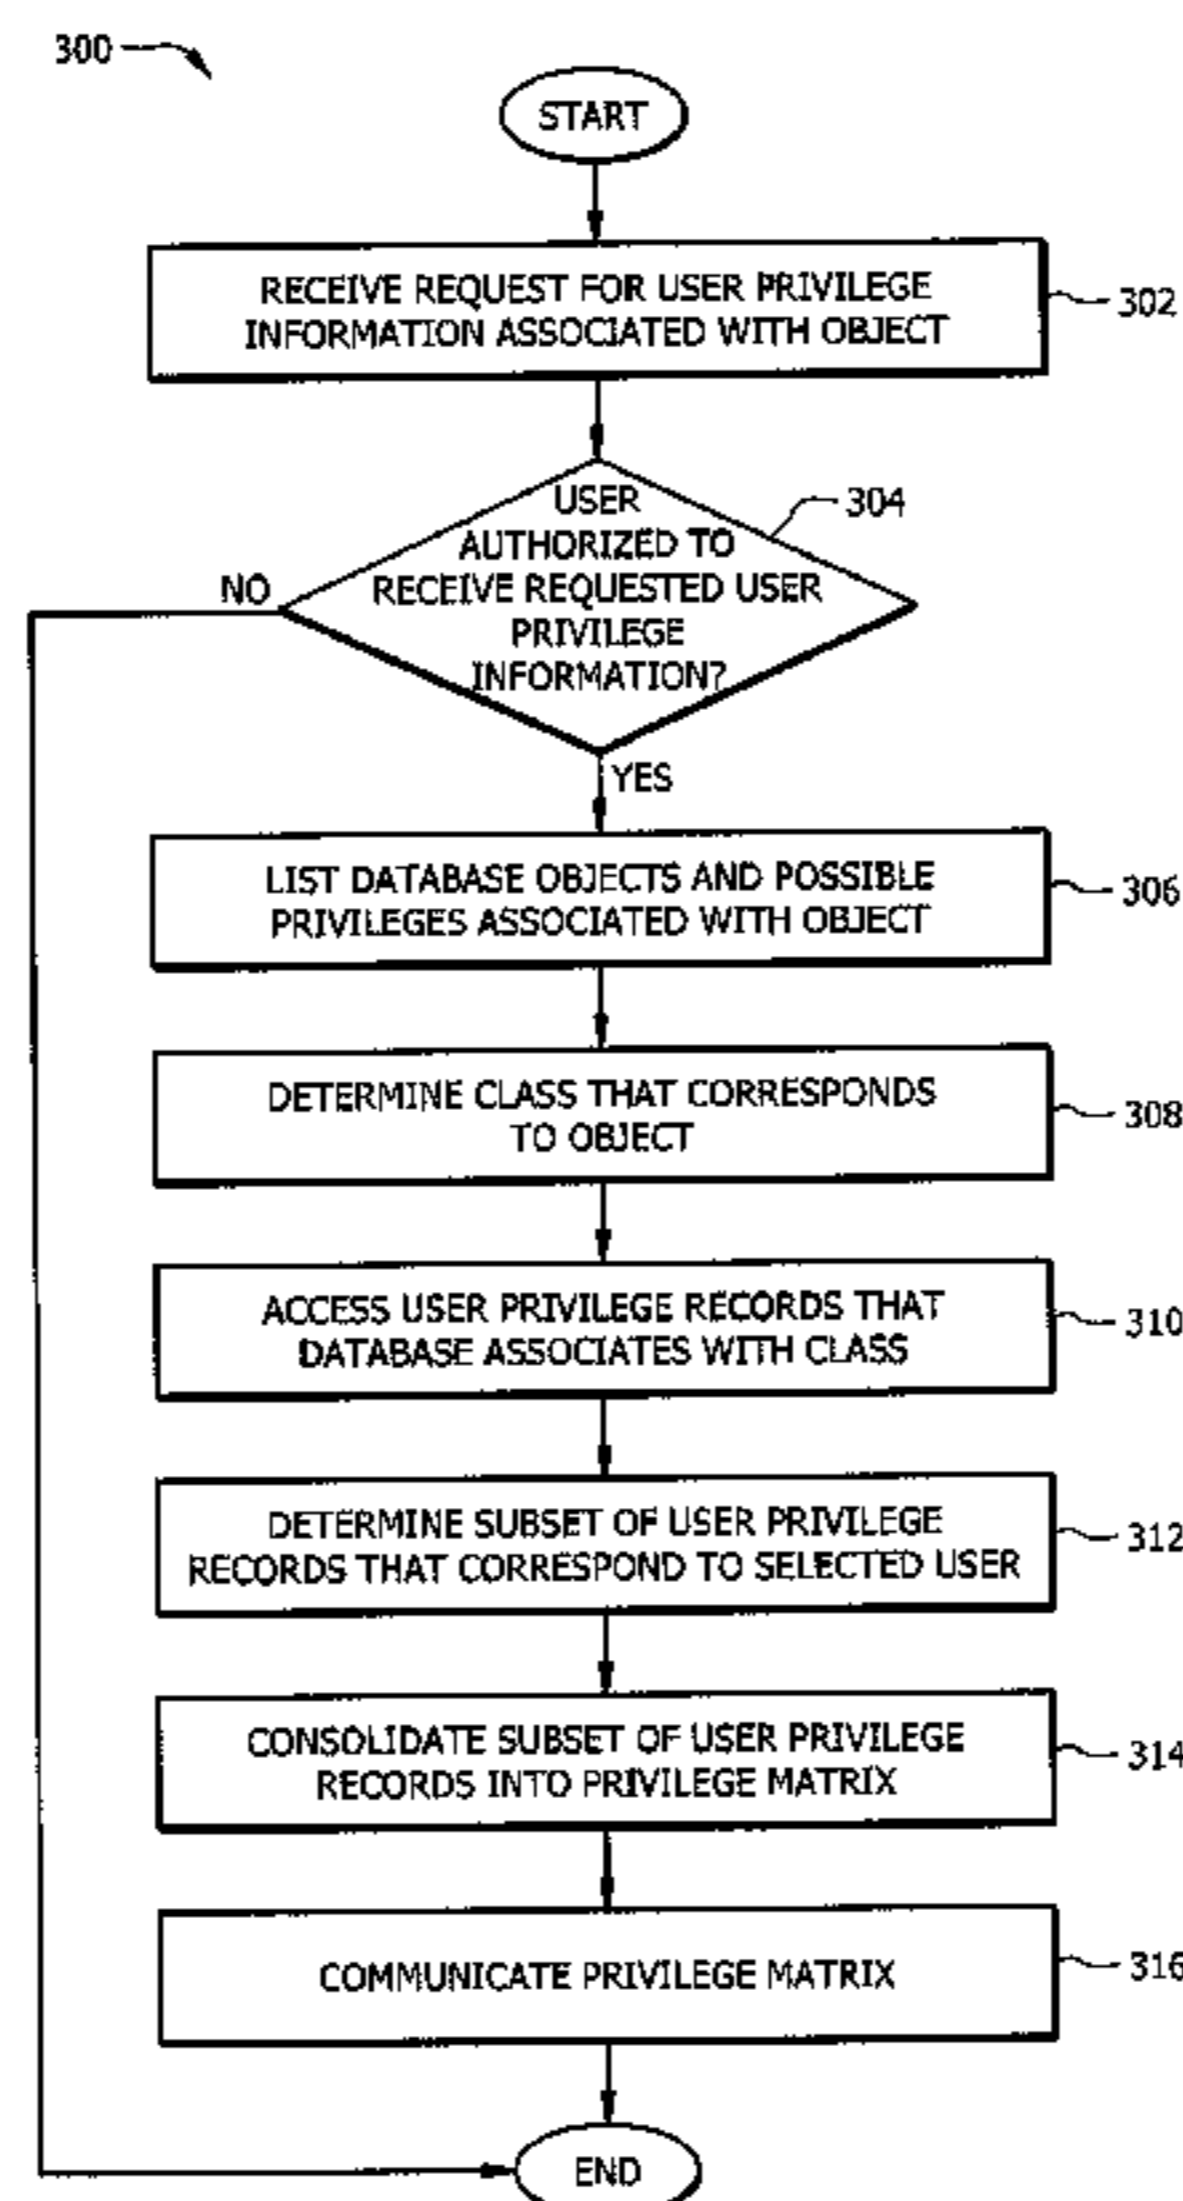 300
START
RECEIVE REQUEST FOR USER PRIVILEGE
INFORMATION ASSOCIATED WITH OBJECT
302
USER
AUTHORIZED TO
RECEIVE REQUESTED USER
PRIVILEGE
INFORMATION?
304
NO
YES
LIST DATABASE OBJECTS AND POSSIBLE
PRIVILEGES ASSOCIATED WITH OBJECT
306
DETERMINE CLASS THAT CORRESPONDS
TO OBJECT
308
ACCESS USER PRIVILEGE RECORDS THAT
DATABASE ASSOCIATES WITH CLASS
310
DETERMINE SUBSET OF USER PRIVILEGE
RECORDS THAT CORRESPOND TO SELECTED USER
312
CONSOLIDATE SUBSET OF USER PRIVILEGE
RECORDS INTO PRIVILEGE MATRIX
314
COMMUNICATE PRIVILEGE MATRIX
316
END